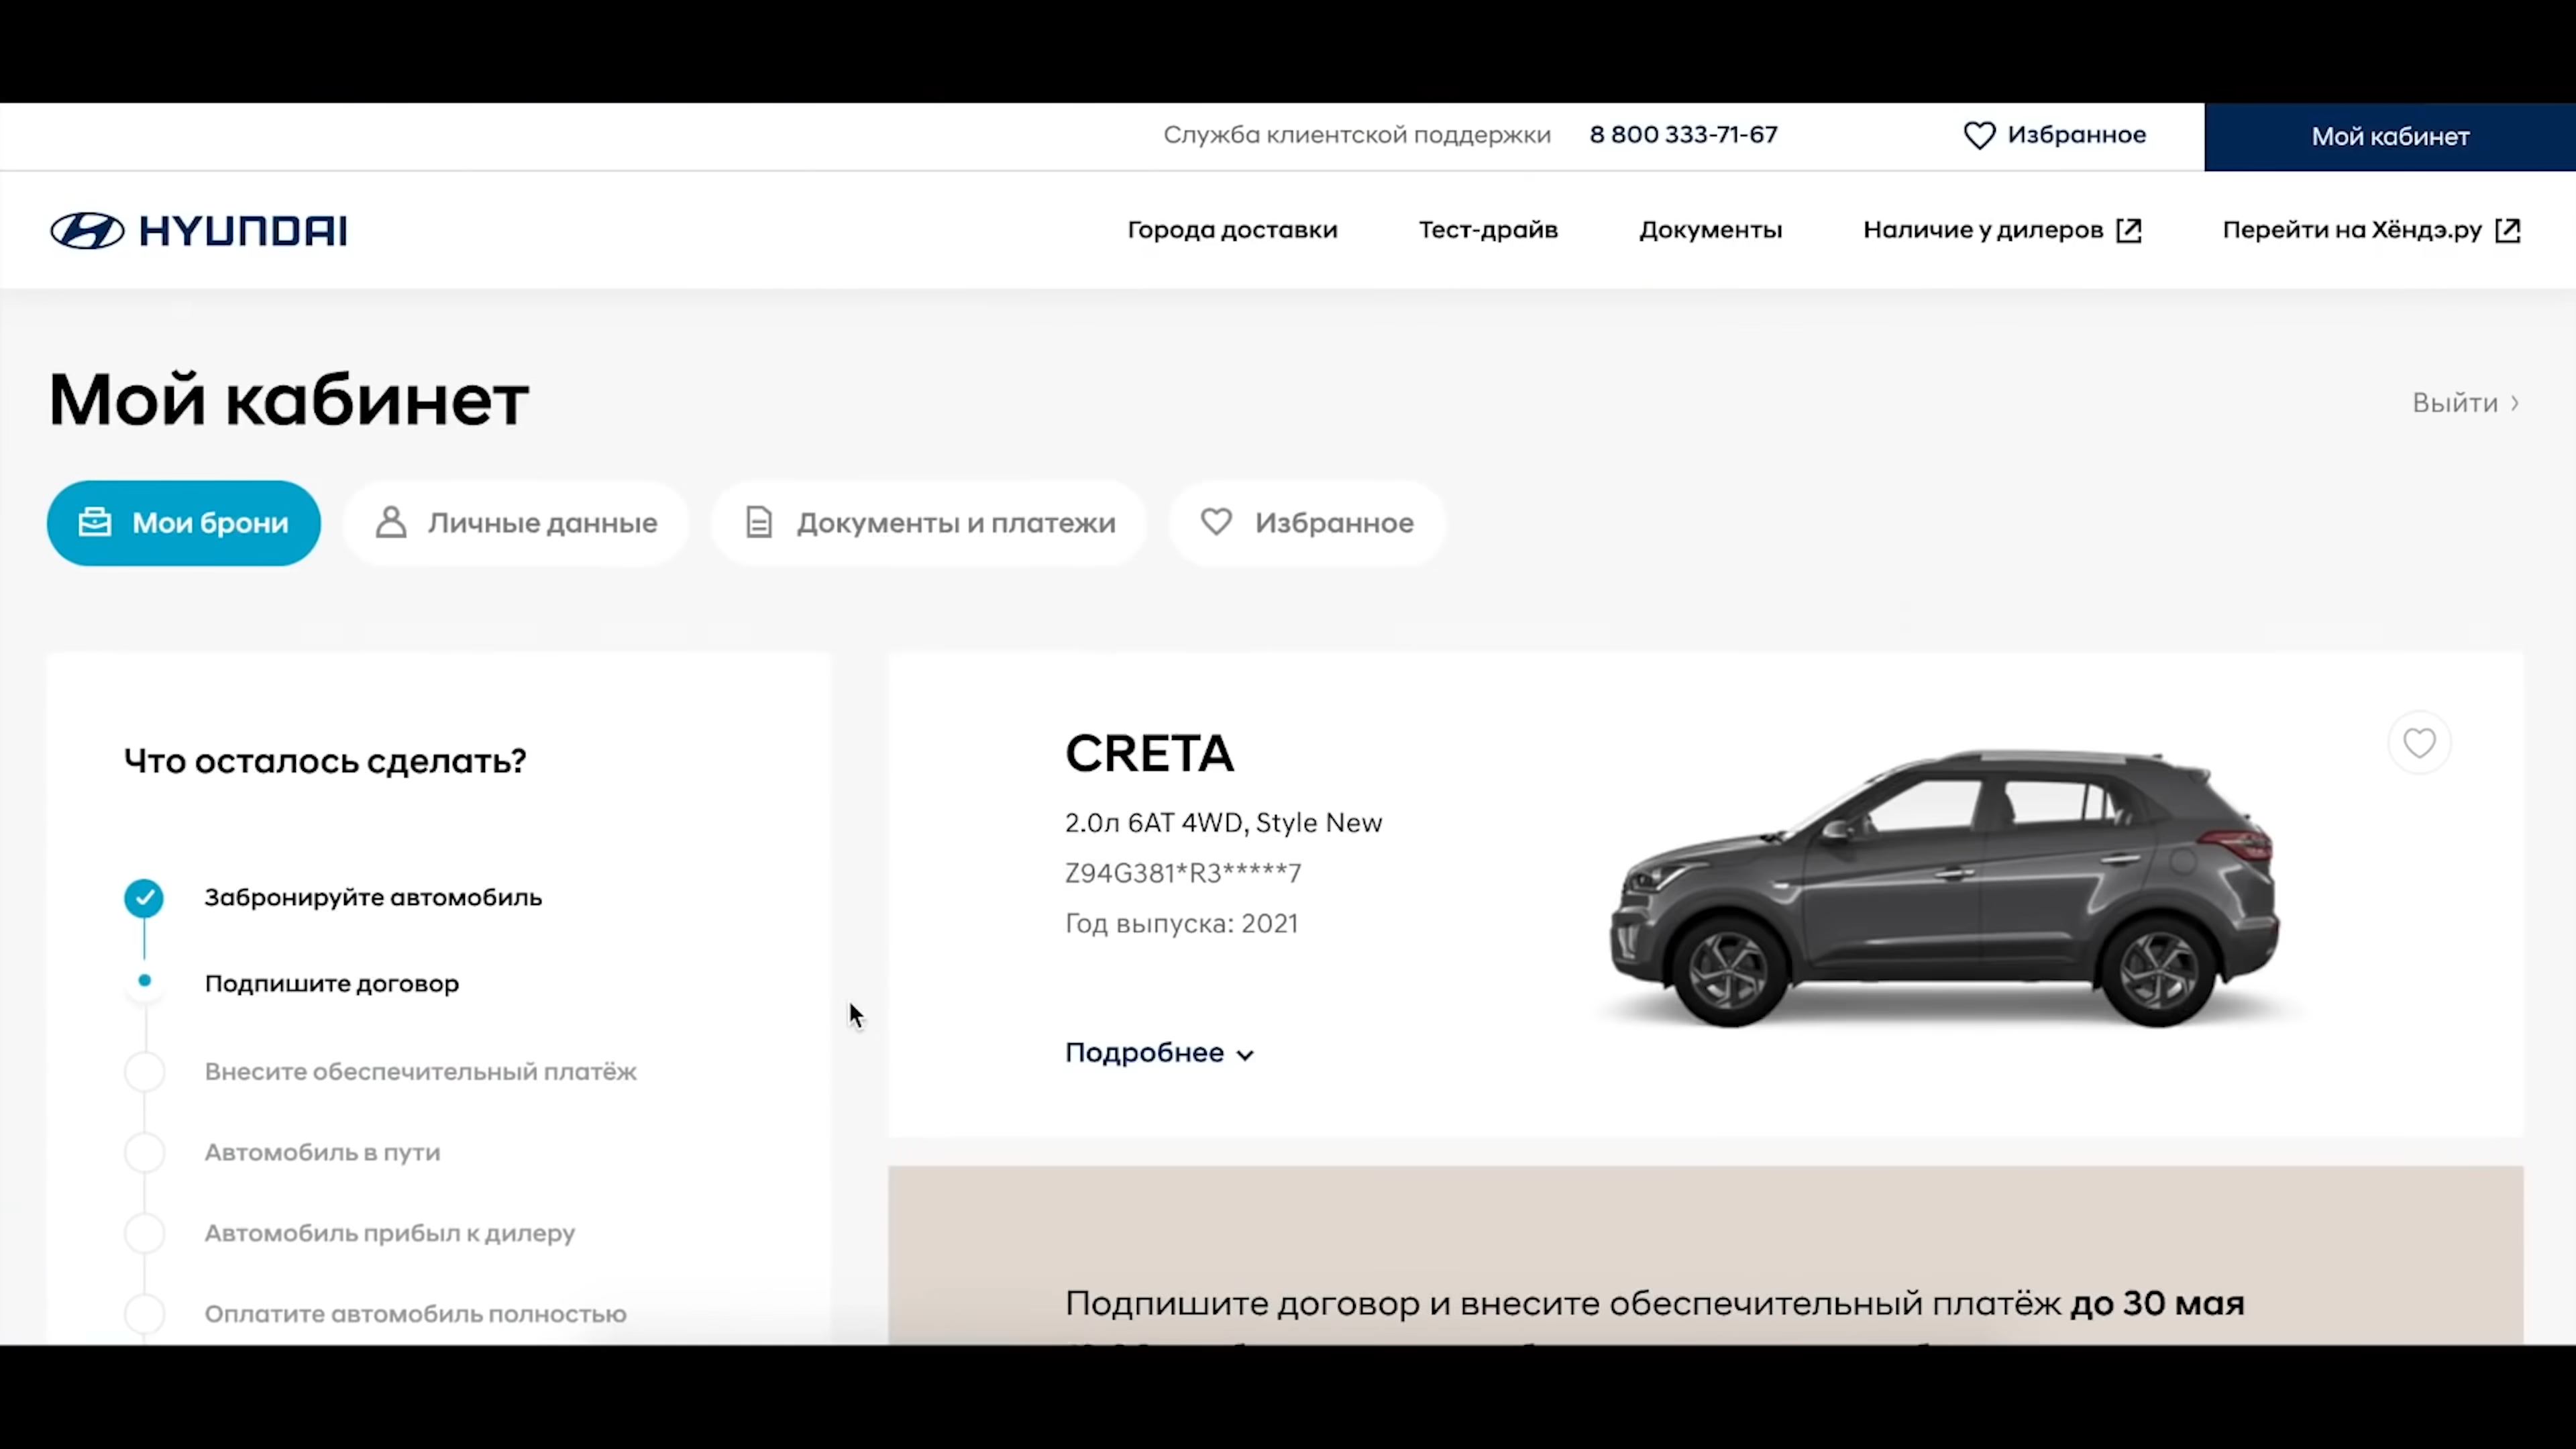 Служба клиентской поддержки 8 800 333-71-67 Избранное Мой кабинет
HYUNDAI Города доставки Тест-драйв Документы Наличие у дилеров Перейти на Хёндэ.ру
Мой кабинет
Выйти
Мои брони Личные данные Документы и платежи Избранное
Что осталось сделать?
Забронируйте автомобиль
Подпишите договор
Внесите обеспечительный платёж
Автомобиль в пути
Автомобиль прибыл к дилеру
Оплатите автомобиль полностью
CRETA
2.0л 6AT 4WD, Style New
Z94G381*R3*****7
Год выпуска: 2021
Подробнее
Подпишите договор и внесите обеспечительный платёж до 30 мая